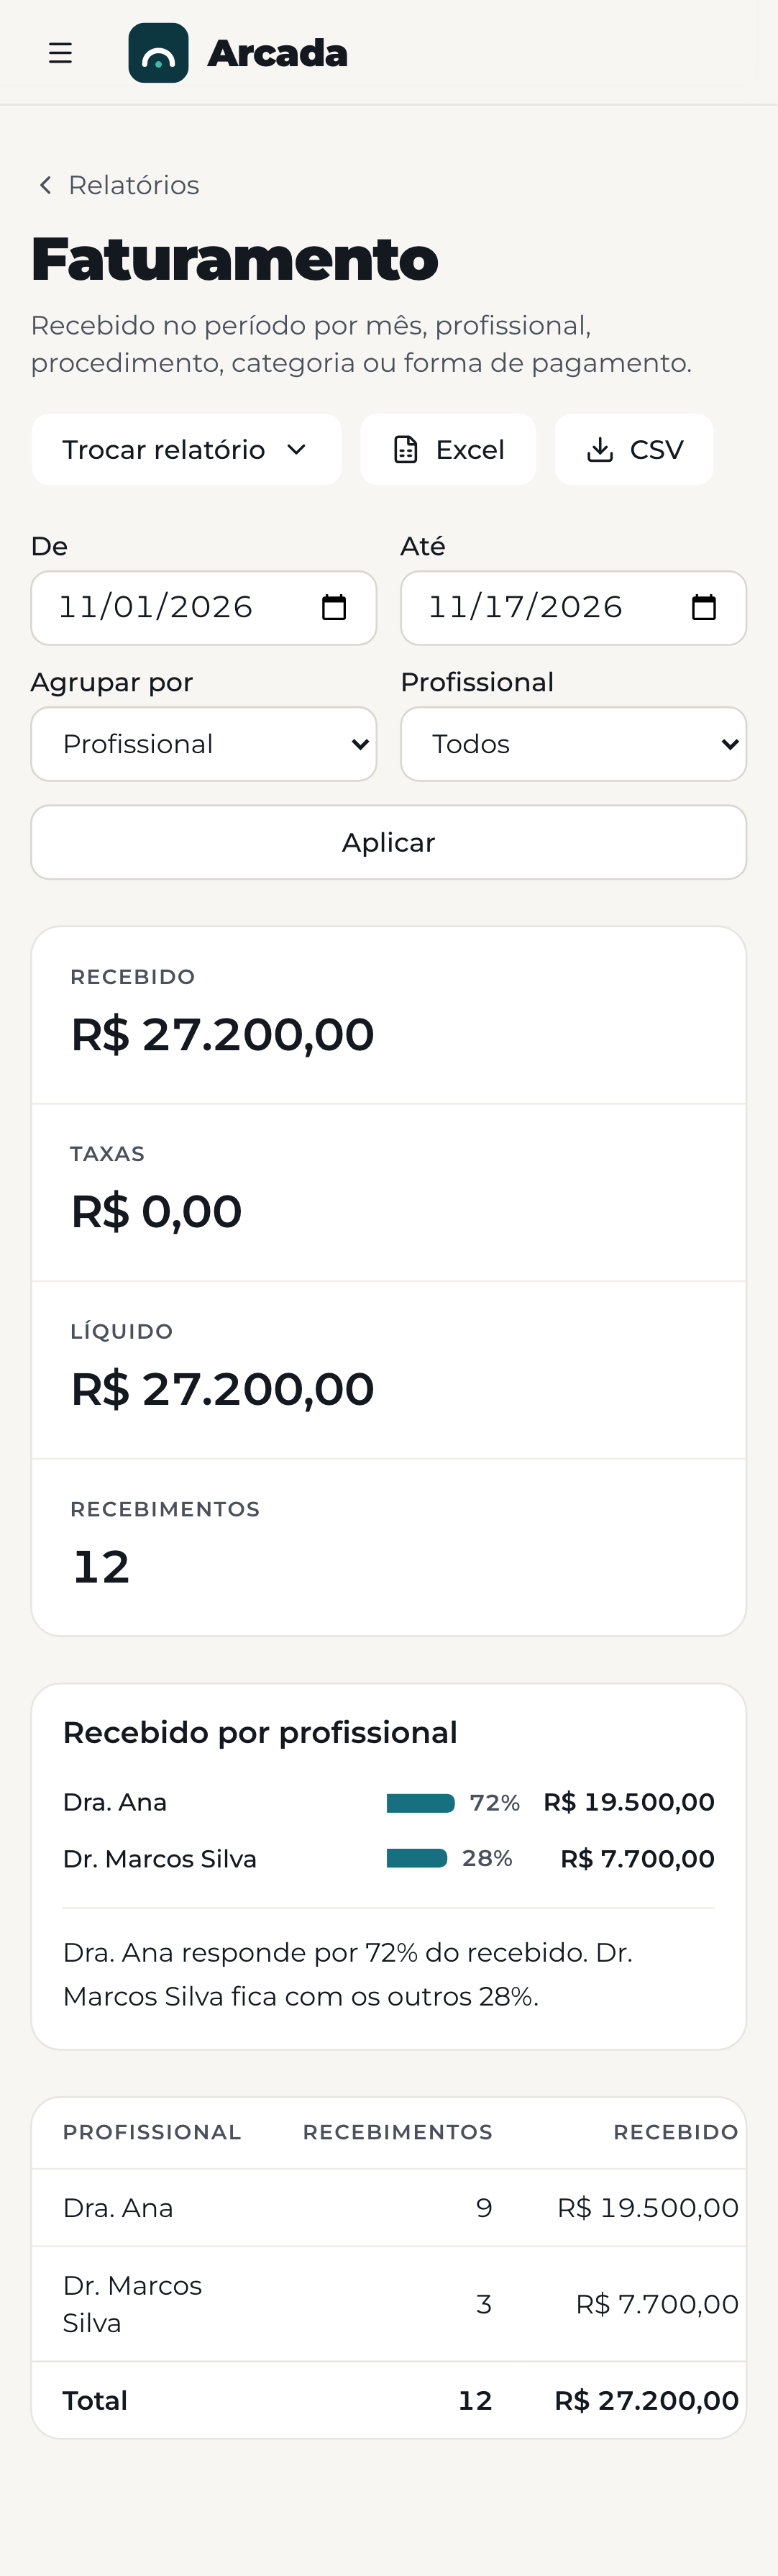 Arcada
Relatórios
Faturamento
Recebido no período por mês, profissional,
procedimento, categoria ou forma de pagamento.
Trocar relatório
Excel
CSV
De
Até
11/01/2026
11/17/2026
Agrupar por
Profissional
Profissional
Todos
Aplicar
RECEBIDO
R$ 27.200,00
TAXAS
R$ 0,00
LÍQUIDO
R$ 27.200,00
RECEBIMENTOS
12
Recebido por profissional
Dra. Ana 72% R$ 19.500,00
Dr. Marcos Silva 28% R$ 7.700,00
Dra. Ana responde por 72% do recebido. Dr.
Marcos Silva fica com os outros 28%.
PROFISSIONAL RECEBIMENTOS RECEBIDO
Dra. Ana 9 R$ 19.500,00
Dr. Marcos
Silva 3 R$ 7.700,00
Total 12 R$ 27.200,00